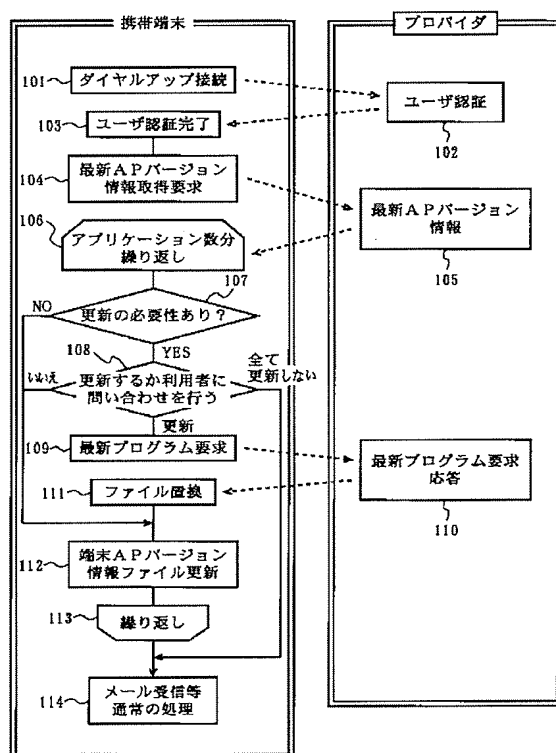 携帯端末
プロバイダ
101
ダイヤルアップ接続
ユーザ認証
102
103
ユーザ認証完了
104
最新APバージョン
情報取得要求
最新APバージョン
情報
105
106
アプリケーション数分
繰り返し
107
NO
更新の必要性あり?
YES
108
いいえ
更新するか利用者に
問い合わせを行う
全て
更新しない
更新
109
最新プログラム要求
最新プログラム要求
応答
110
111
ファイル置換
112
端末APバージョン
情報ファイル更新
113
繰り返し
114
メール受信等
通常の処理